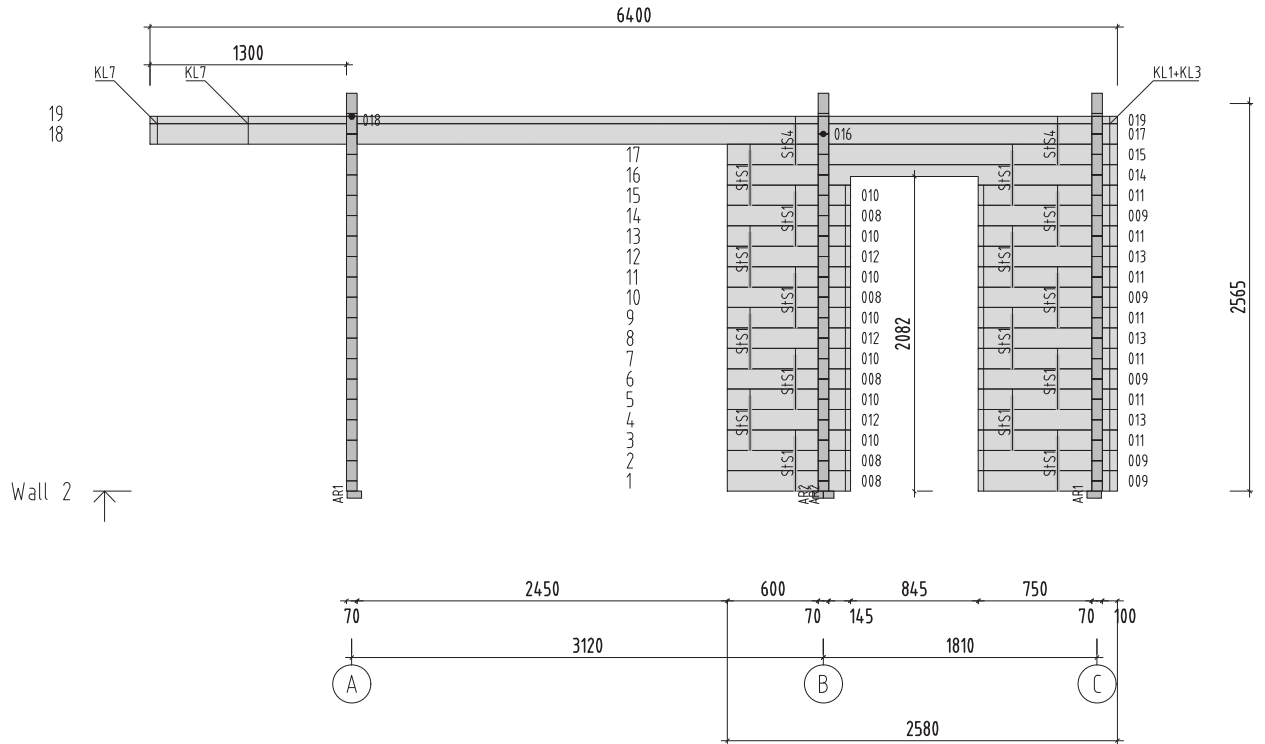 6400
1300
KL7
KL7
KL1+KL3
19
018
019
18
016
017
StS4
StS4
17
015
16
StS1
StS1
014
15
010
011
14
008
StS1
StS1
009
13
010
011
12
StS1
012
StS1
013
11
010
011
10
008
StS1
StS1
009
2565
9
010
011
8
StS1
012
2082
StS1
013
7
010
011
6
008
StS1
StS1
009
5
010
011
4
StS1
012
StS1
013
3
010
011
2
008
StS1
StS1
009
1
008
009
Wall 2
AR1
AR2
AR2
AR1
2450
600
845
750
70
70
145
70
100
3120
1810
A
B
C
2580